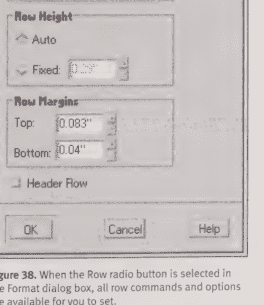 Row Height
Auto
Fixed: 0.29"
Row Margins
Top: 0.083"
Bottom: 0.04"
Header Row
OK Cancel Help
gure 38. When the Row radio button is selected in
e Format dialog box, all row commands and options
e available for you to set.